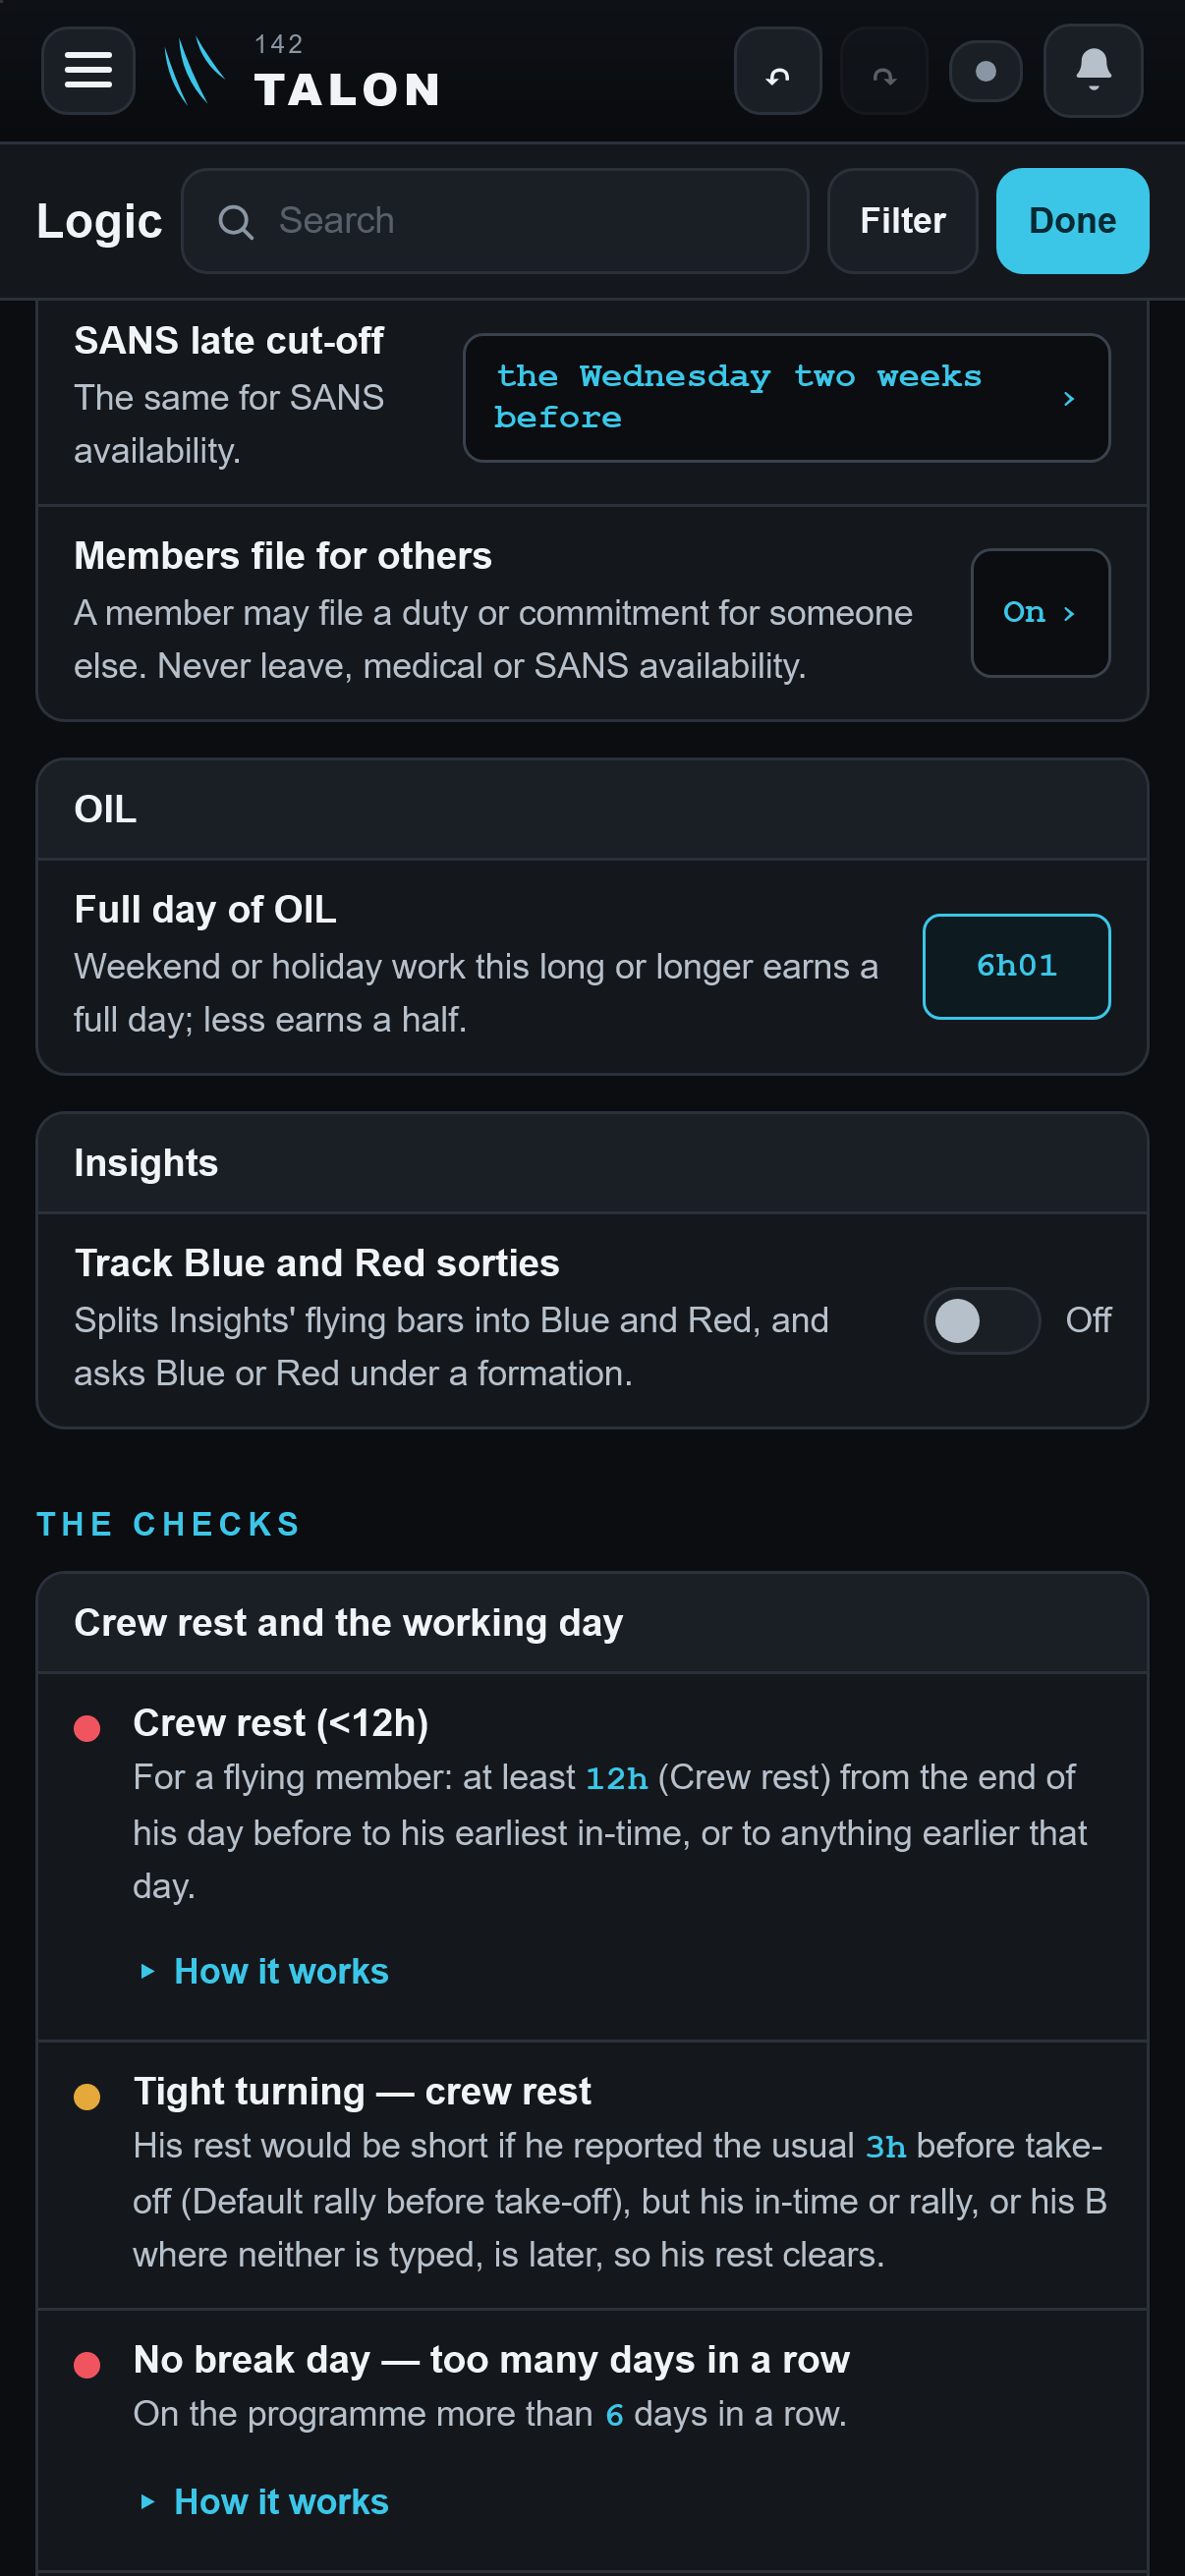 142
TALON
Logic
Search
Filter
Done
SANS late cut-off
The same for SANS
availability.
the Wednesday two weeks
before
Members file for others
A member may file a duty or commitment for someone
else. Never leave, medical or SANS availability.
On
OIL
Full day of OIL
Weekend or holiday work this long or longer earns a
full day; less earns a half.
6h01
Insights
Track Blue and Red sorties
Splits Insights' flying bars into Blue and Red, and
asks Blue or Red under a formation.
Off
THE CHECKS
Crew rest and the working day
Crew rest (<12h)
For a flying member: at least 12h (Crew rest) from the end of
his day before to his earliest in-time, or to anything earlier that
day.
How it works
Tight turning — crew rest
His rest would be short if he reported the usual 3h before take-
off (Default rally before take-off), but his in-time or rally, or his B
where neither is typed, is later, so his rest clears.
No break day — too many days in a row
On the programme more than 6 days in a row.
How it works